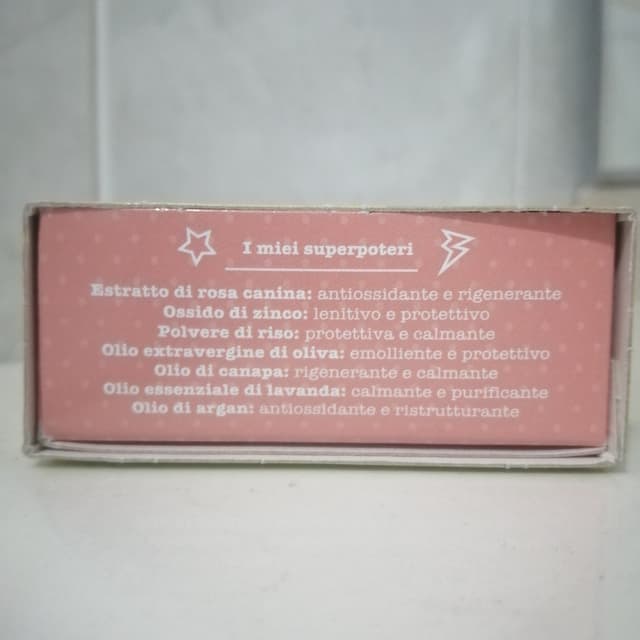 I miei superpoteri
Estratto di rosa canina: antiossidante e rigenerante
Ossido di zinco: lenitivo e protettivo
Polvere di riso: protettiva e calmante
Olio extravergine di oliva: emolliente e protettivo
Olio di canapa: rigenerante e calmante
Olio essenziale di lavanda: calmante e purificante
Olio di argan: antiossidante e ristrutturante